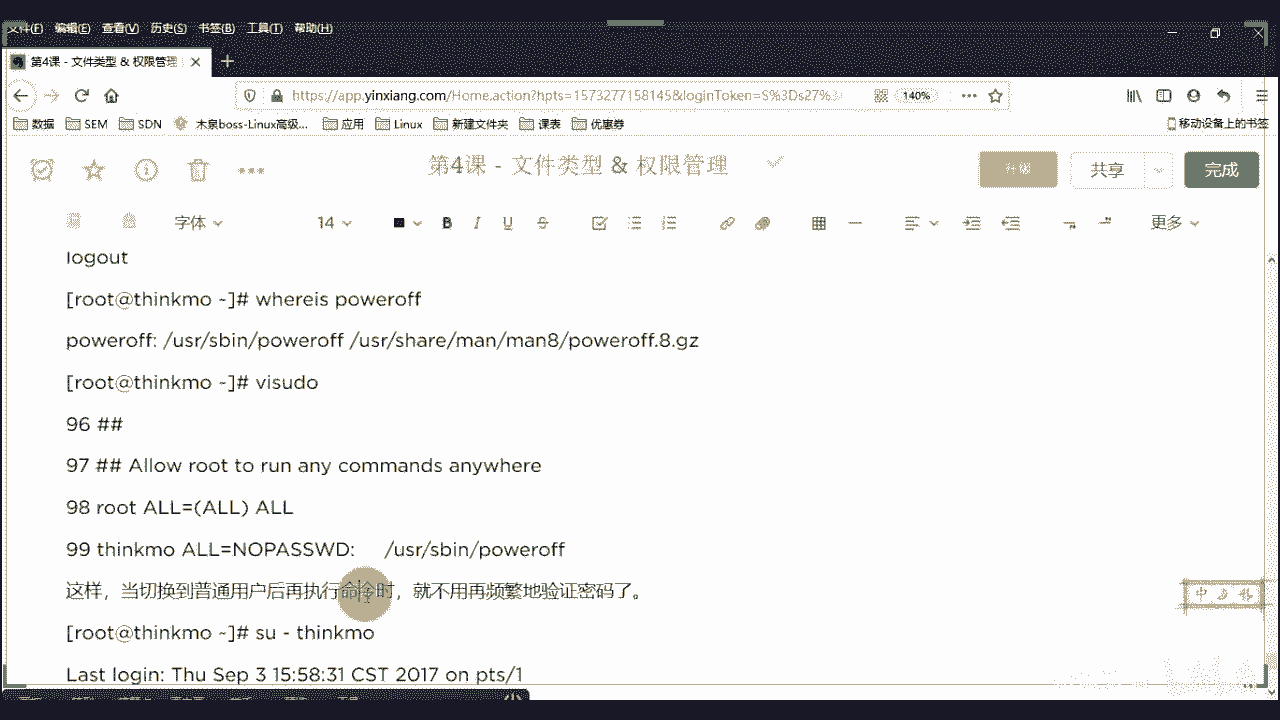 文件(F) 编辑(E) 查看(V) 历史(S) 书签(B) 工具(T) 帮助(H)
第4课 - 文件类型 & 权限管理
https://app.yinxiang.com/Home.action?hpts=1573277158145&loginToken=S%3Ds27%3 140%
数据 SEM SDN 木泉boss-Linux高级... 应用 Linux 新建文件夹 课表 优惠券 移动设备上的书签
第4课 - 文件类型 & 权限管理 升级 共享 完成
字体 14 B I U S 更多
logout
[root@thinkmo ~]# whereis poweroff
poweroff: /usr/sbin/poweroff /usr/share/man/man8/poweroff.8.gz
[root@thinkmo ~]# visudo
96 ##
97 ## Allow root to run any commands anywhere
98 root ALL=(ALL) ALL
99 thinkmo ALL=NOPASSWD: /usr/sbin/poweroff
这样，当切换到普通用户后再执行命令时，就不用再频繁地验证密码了。
[root@thinkmo ~]# su - thinkmo
Last login: Thu Sep 3 15:58:31 CST 2017 on pts/1